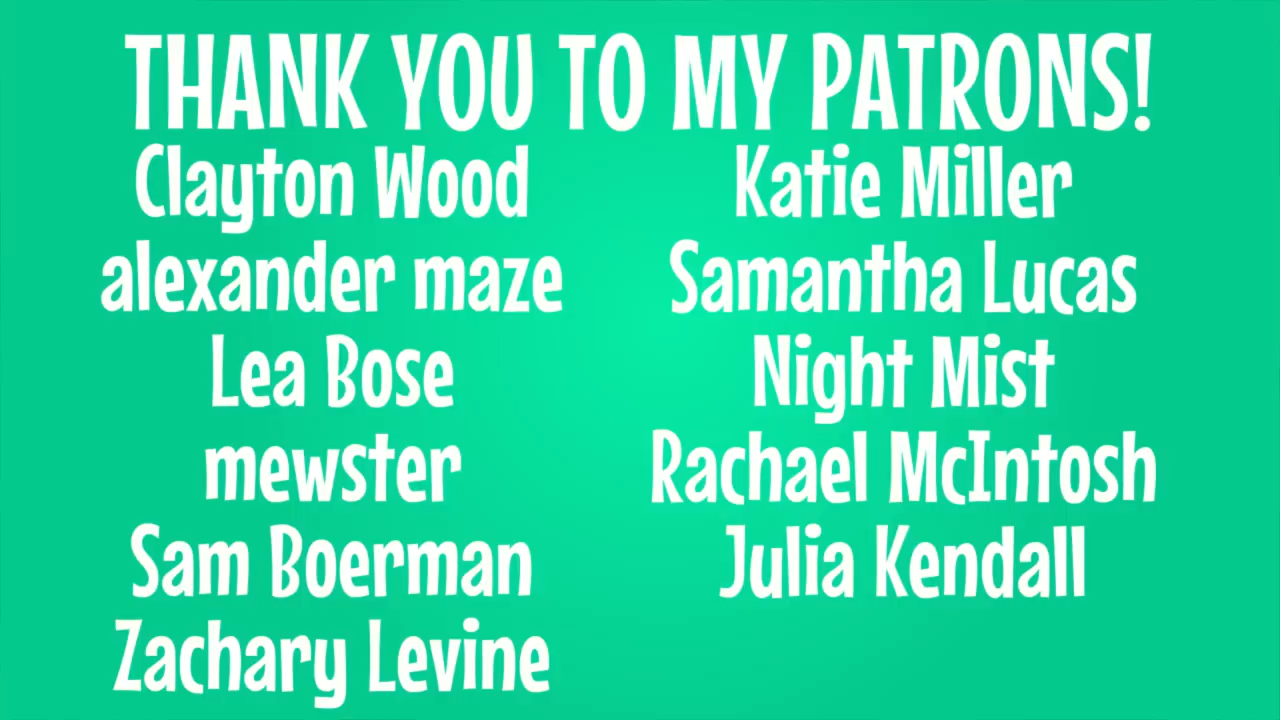 THANK YOU TO MY PATRONS!
Clayton Wood
alexander maze
Lea Bose
mewster
Sam Boerman
Zachary Levine
Katie Miller
Samantha Lucas
Night Mist
Rachael McIntosh
Julia Kendall